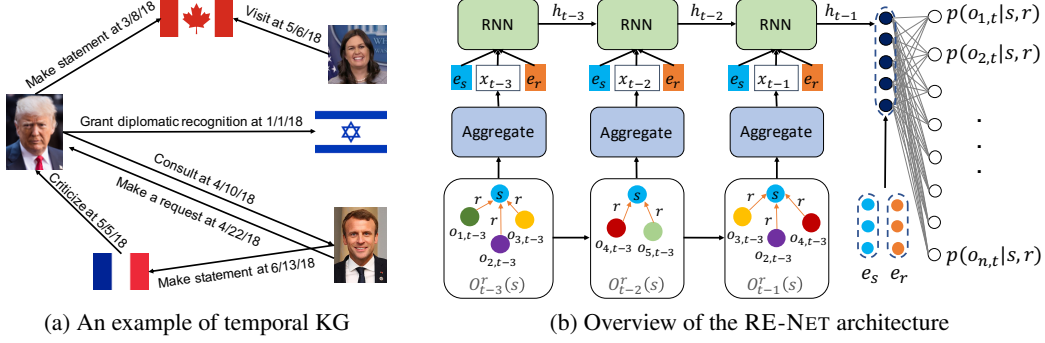 Make statement at 3/8/18
Visit at 5/6/18
Grant diplomatic recognition at 1/1/18
Consult at 4/10/18
Make a request at 4/22/18
Criticize at 5/5/18
Make statement at 6/13/18
(a) An example of temporal KG
RNN h_{t−3} RNN h_{t−2} RNN h_{t−1}
e_s x_{t−3} e_r e_s x_{t−2} e_r e_s x_{t−1} e_r
Aggregate Aggregate Aggregate
s r r r o_{1,t−3} o_{2,t−3} o_{3,t−3}
O^r_{t−3}(s)
s r r o_{4,t−3} o_{5,t−3}
O^r_{t−2}(s)
s r r r o_{3,t−3} o_{2,t−3} o_{4,t−3}
O^r_{t−1}(s)
e_s e_r
p(o_{1,t}|s,r)
p(o_{2,t}|s,r)
.
.
.
p(o_{n,t}|s,r)
(b) Overview of the RE-NET architecture